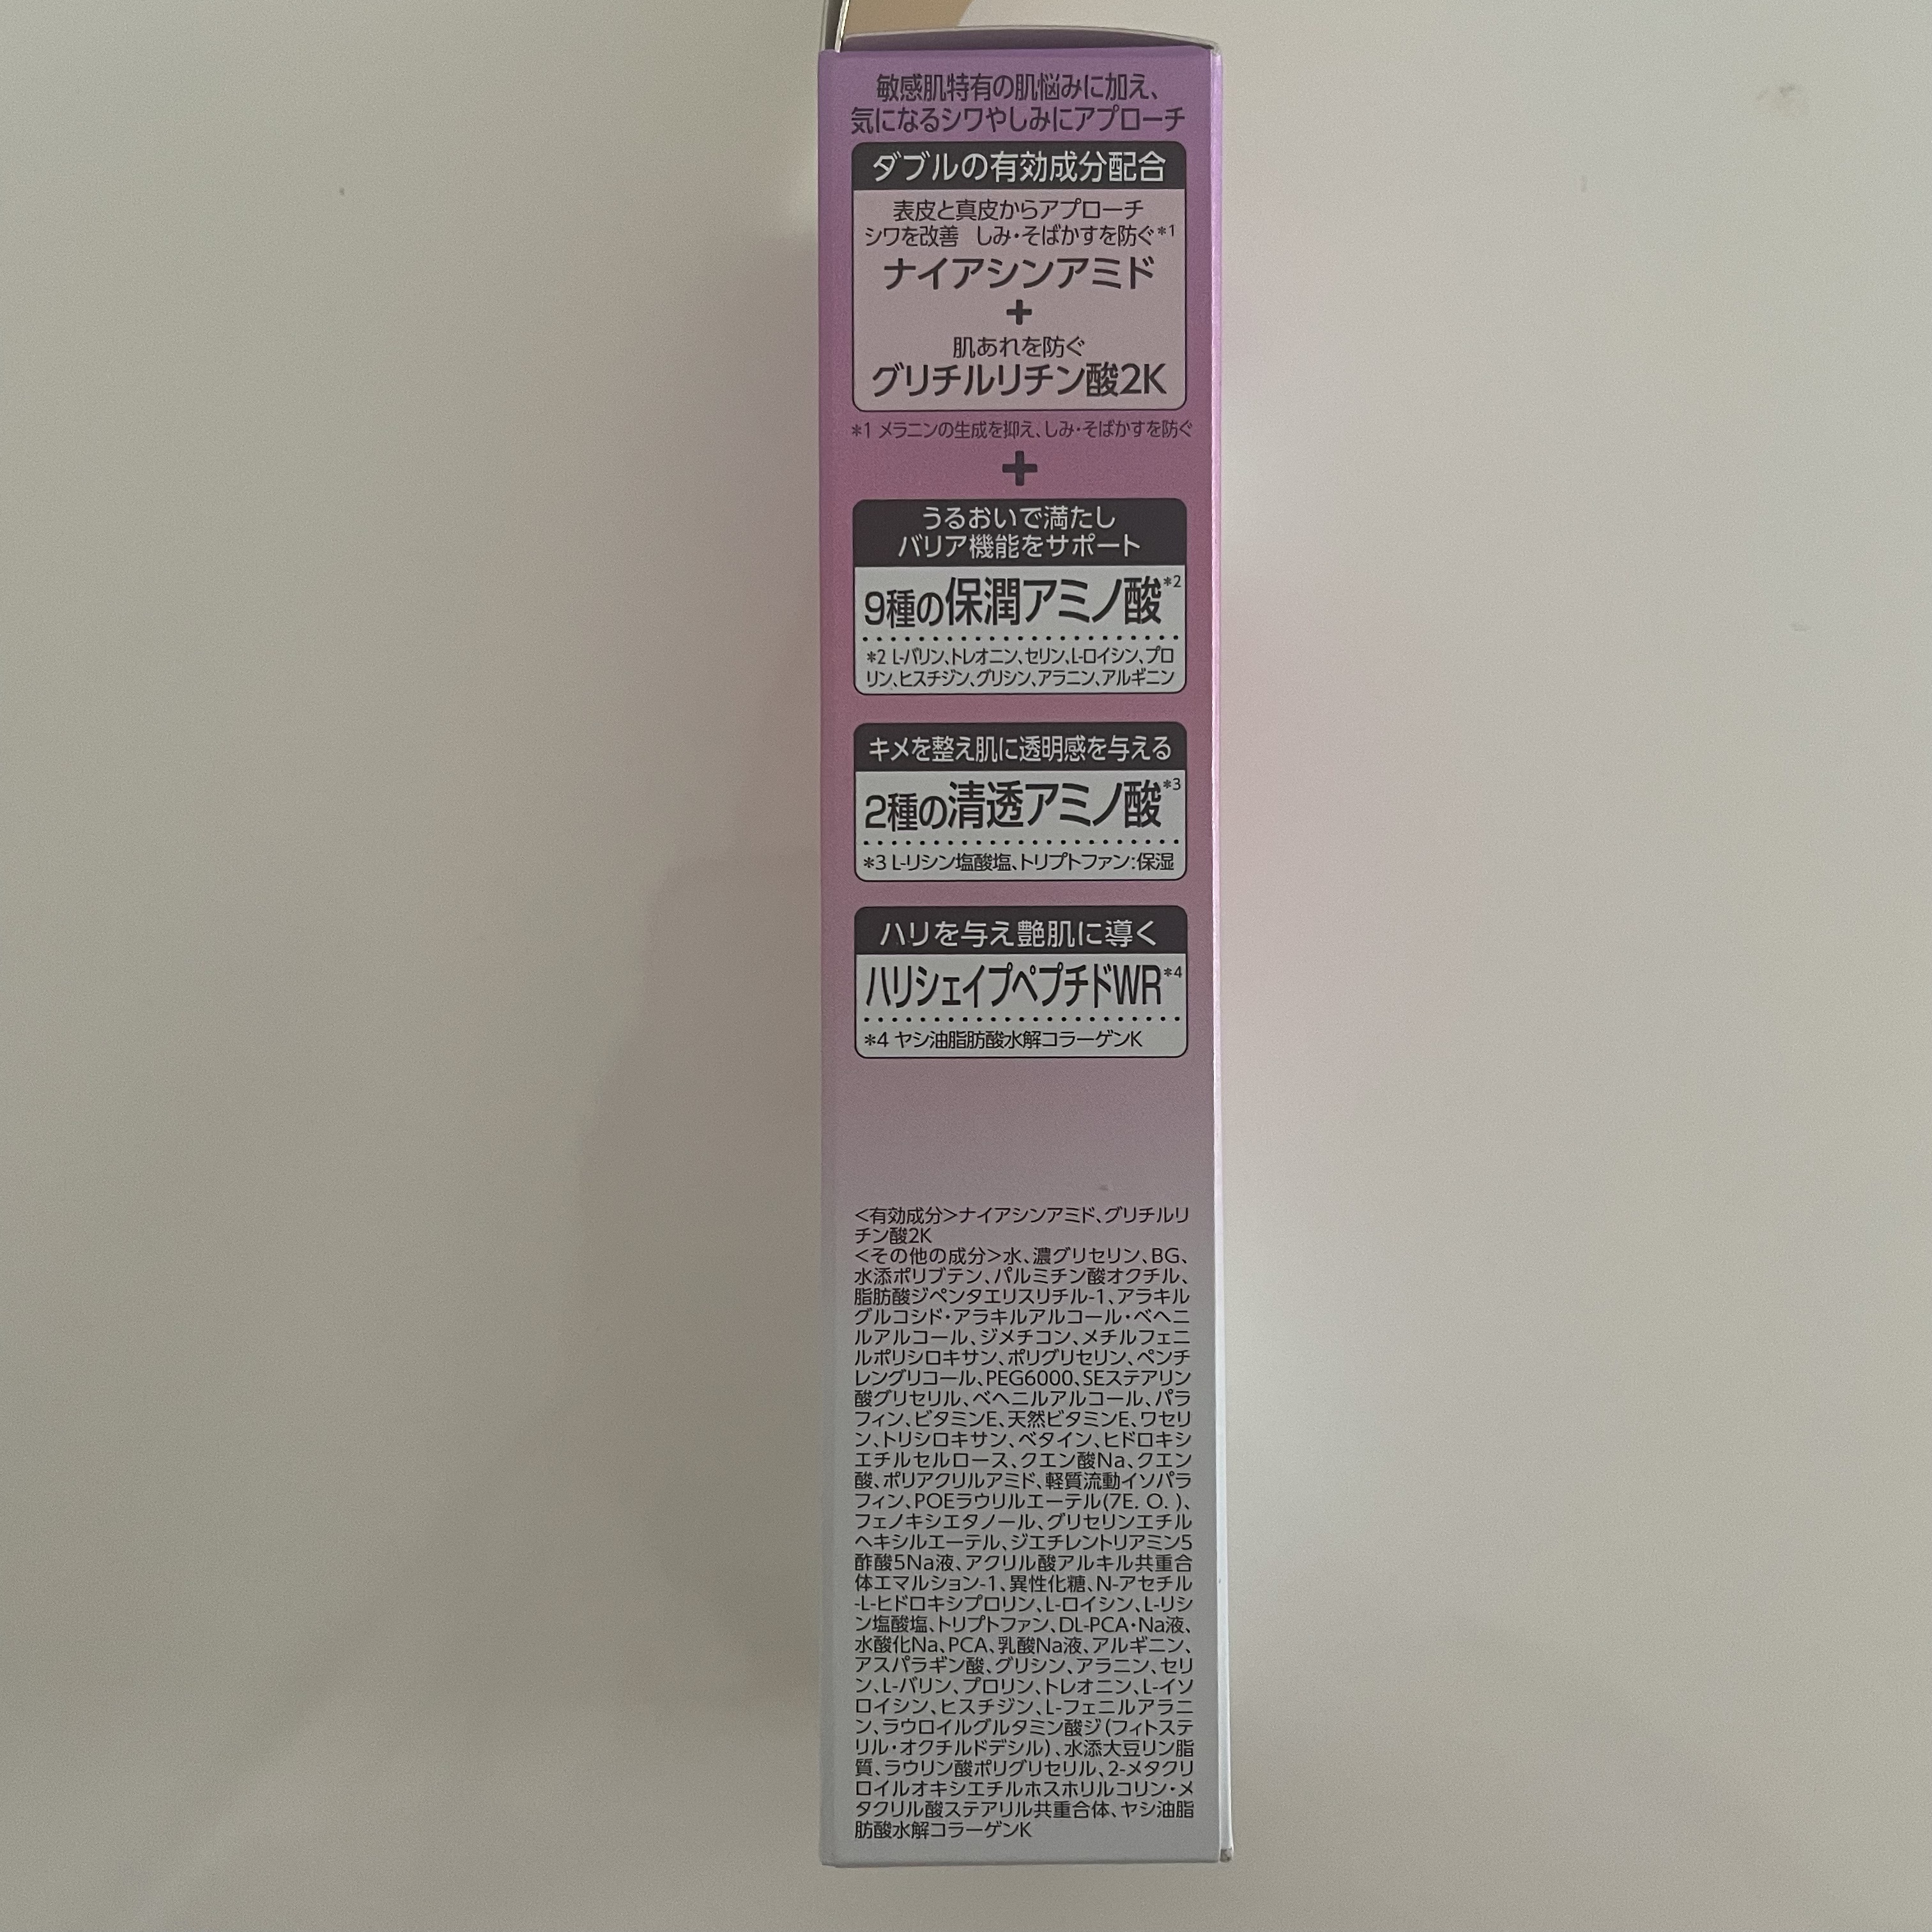 敏感肌特有の肌悩みに加え、
気になるシワやしみにアプローチ
ダブルの有効成分配合
表皮と真皮からアプローチ
シワを改善 しみ・そばかすを防ぐ*1
ナイアシンアミド
+
肌あれを防ぐ
グリチルリチン酸2K
*1 メラニンの生成を抑え、しみ・そばかすを防ぐ
+
うるおいで満たし
バリア機能をサポート
9種の保潤アミノ酸*2
*2 L-バリン、トレオニン、セリン、L-ロイシン、プロ
リン、ヒスチジン、グリシン、アラニン、アルギニン
キメを整え肌に透明感を与える
2種の清透アミノ酸*3
*3 L-リシン塩酸塩、トリプトファン:保湿
ハリを与え艶肌に導く
ハリシェイプペプチドWR*4
*4 ヤシ油脂肪酸水解コラーゲンK
<有効成分>ナイアシンアミド、グリチルリ
チン酸2K
<その他の成分>水、濃グリセリン、BG、
水添ポリブテン、パルミチン酸オクチル、
脂肪酸ジペンタエリスリチル-1、アラキル
グルコシド・アラキルアルコール・ベヘニ
ルアルコール、ジメチコン、メチルフェニ
ルポリシロキサン、ポリグリセリン、ペンチ
レングリコール、PEG6000、SEステアリン
酸グリセリル、ベヘニルアルコール、パラ
フィン、ビタミンE、天然ビタミンE、ワセリ
ン、トリシロキサン、ベタイン、ヒドロキシ
エチルセルロース、クエン酸Na、クエン
酸、ポリアクリルアミド、軽質流動イソパラ
フィン、POEラウリルエーテル(7E. O. )、
フェノキシエタノール、グリセリンエチル
ヘキシルエーテル、ジエチレントリアミン5
酢酸5Na液、アクリル酸アルキル共重合
体エマルション-1、異性化糖、N-アセチル
-L-ヒドロキシプロリン、L-ロイシン、L-リシ
ン塩酸塩、トリプトファン、DL-PCA・Na液、
水酸化Na、PCA、乳酸Na液、アルギニン、
アスパラギン酸、グリシン、アラニン、セリ
ン、L-バリン、プロリン、トレオニン、L-イソ
ロイシン、ヒスチジン、L-フェニルアラニ
ン、ラウロイルグルタミン酸ジ(フィトステ
リル・オクチルドデシル)、水添大豆リン脂
質、ラウリン酸ポリグリセリル、2-メタクリ
ロイルオキシエチルホスホリルコリン・メ
タクリル酸ステアリル共重合体、ヤシ油脂
肪酸水解コラーゲンK